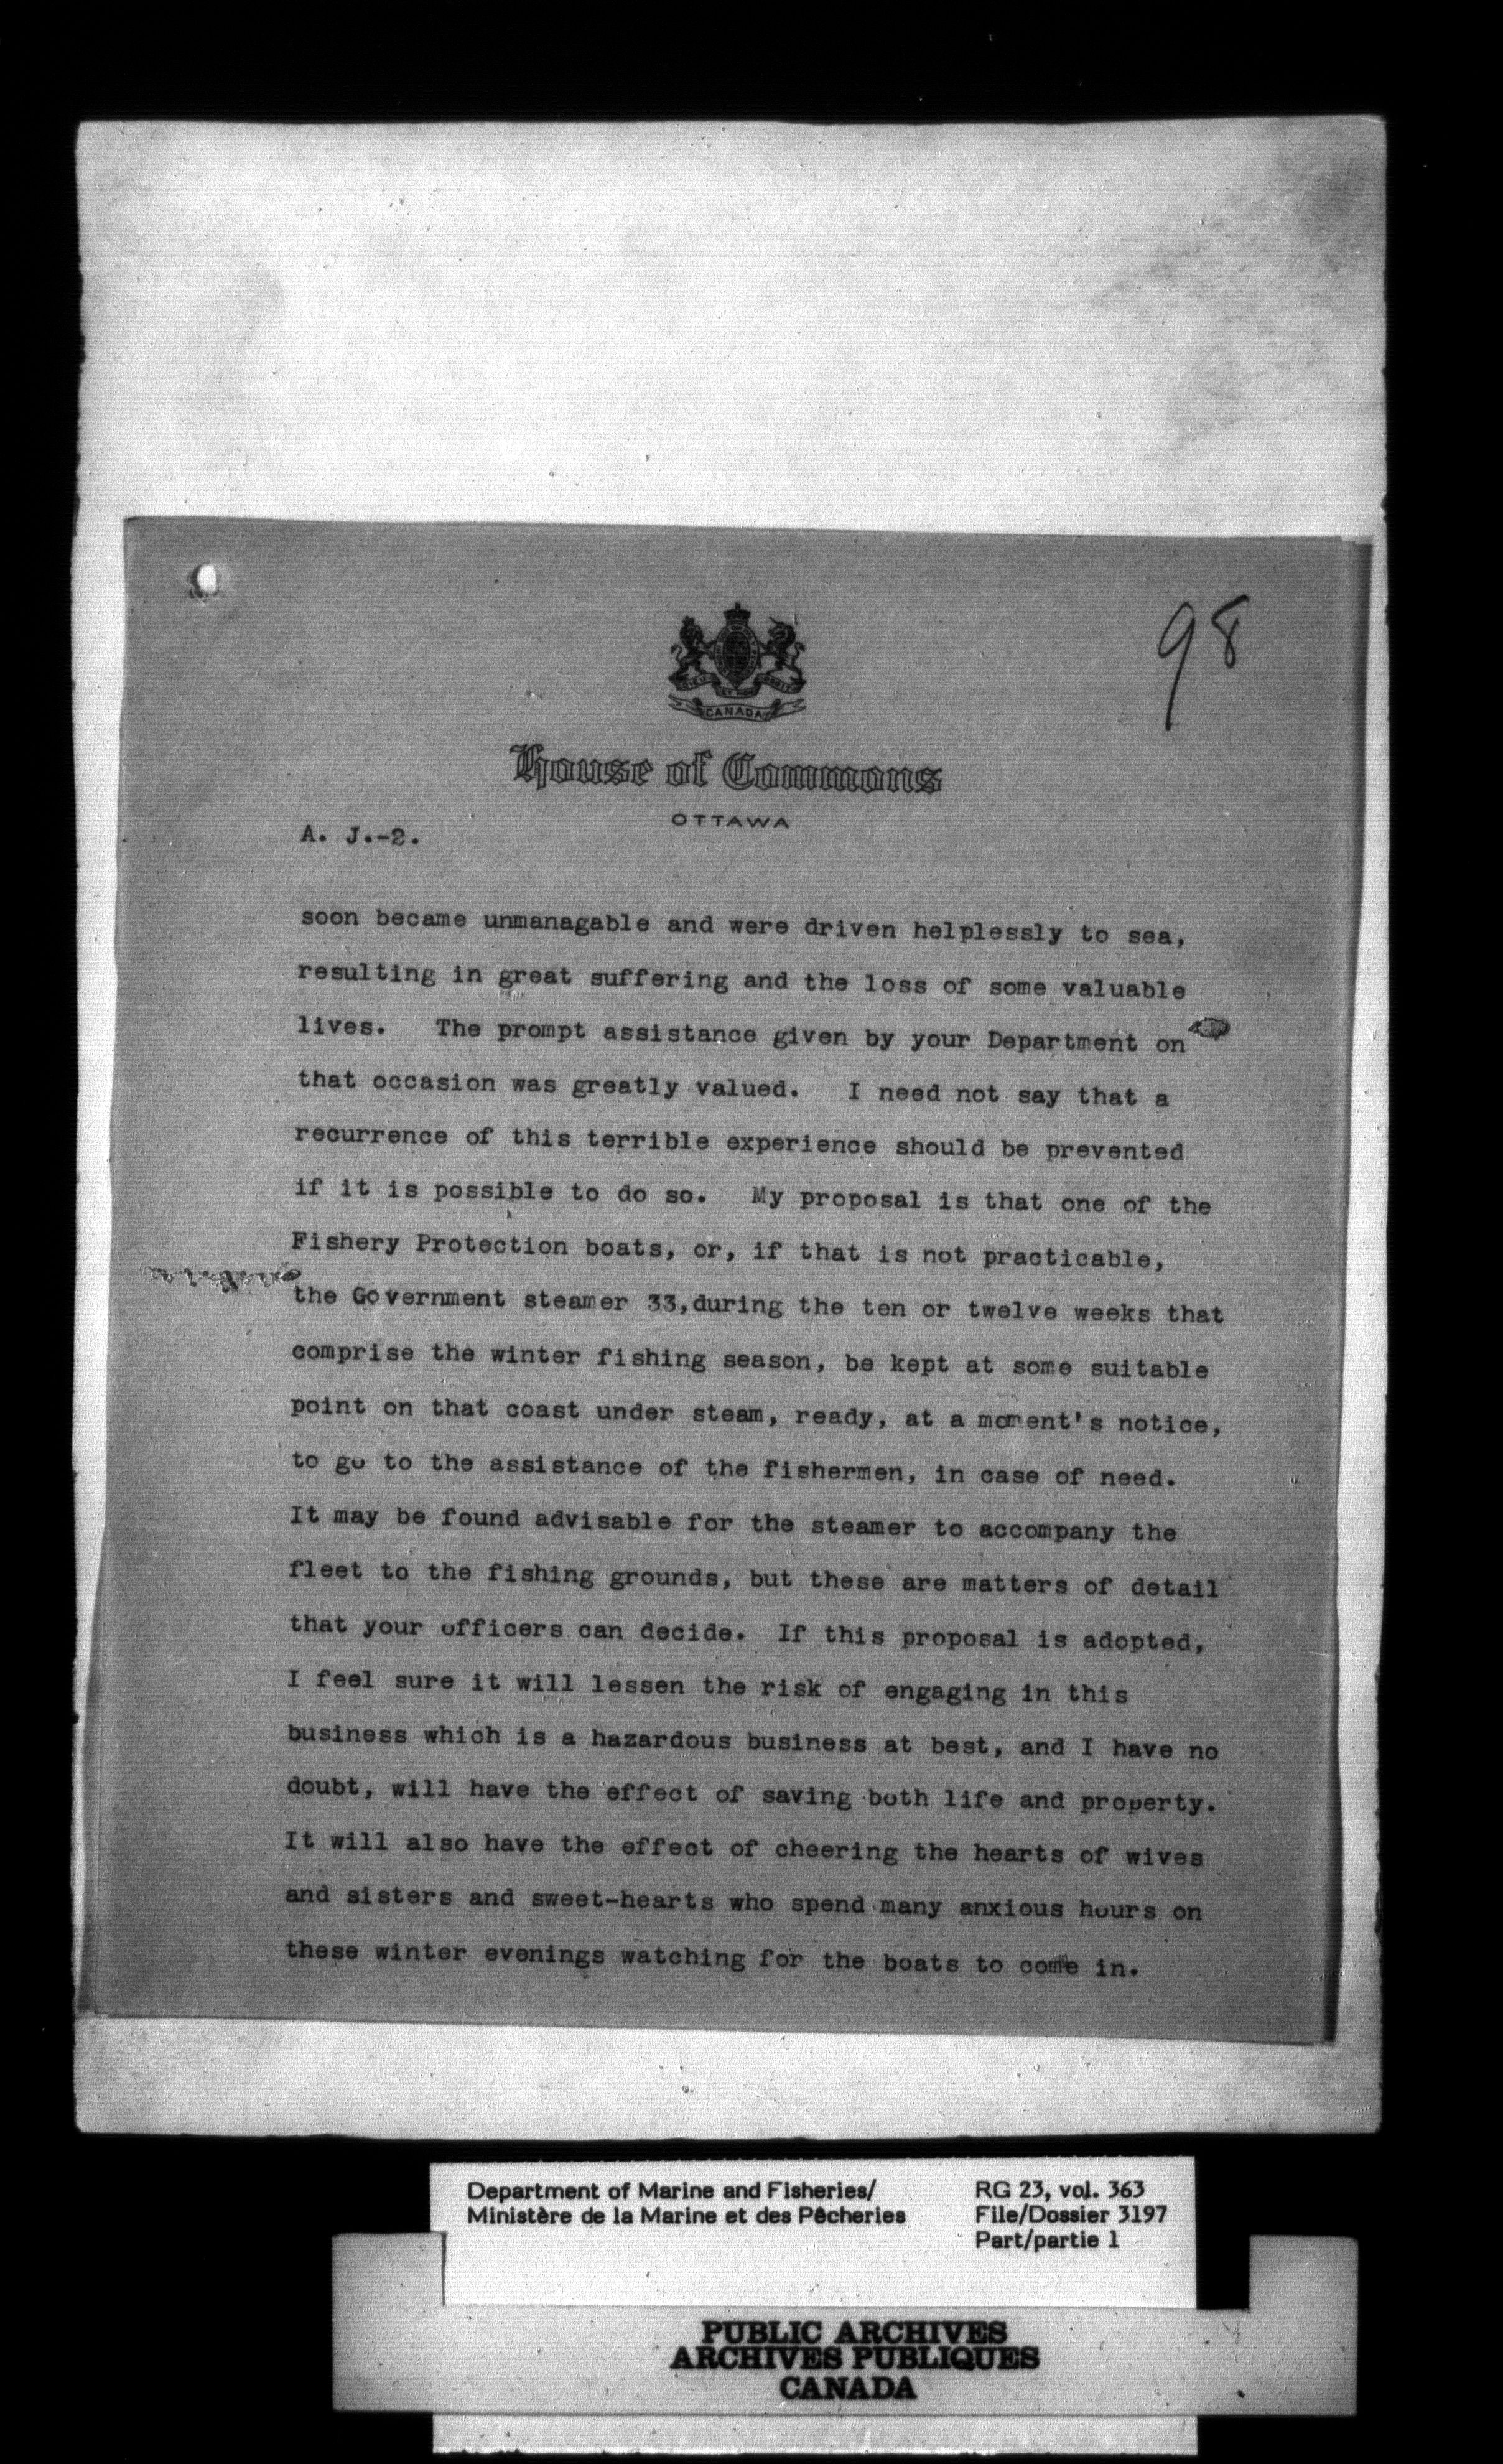 98
CANADA
House of Commons
OTTAWA
A. J.-2.
soon became unmanagable and were driven helplessly to sea,
resulting in great suffering and the loss of some valuable
lives. The prompt assistance given by your Department on
that occasion was greatly valued. I need not say that a
recurrence of this terrible experience should be prevented
if it is possible to do so. My proposal is that one of the
Fishery Protection boats, or, if that is not practicable,
the Government steamer 33,during the ten or twelve weeks that
comprise the winter fishing season, be kept at some suitable
point on that coast under steam, ready, at a moment's notice,
to go to the assistance of the fishermen, in case of need.
It may be found advisable for the steamer to accompany the
fleet to the fishing grounds, but these are matters of detail
that your officers can decide. If this proposal is adopted,
I feel sure it will lessen the risk of engaging in this
business which is a hazardous business at best, and I have no
doubt, will have the effect of saving both life and property.
It will also have the effect of cheering the hearts of wives
and sisters and sweet-hearts who spend many anxious hours on
these winter evenings watching for the boats to come in.
Department of Marine and Fisheries/
Ministère de la Marine et des Pêcheries
RG 23, vol. 363
File/Dossier 3197
Part/partie 1
PUBLIC ARCHIVES
ARCHIVES PUBLIQUES
CANADA